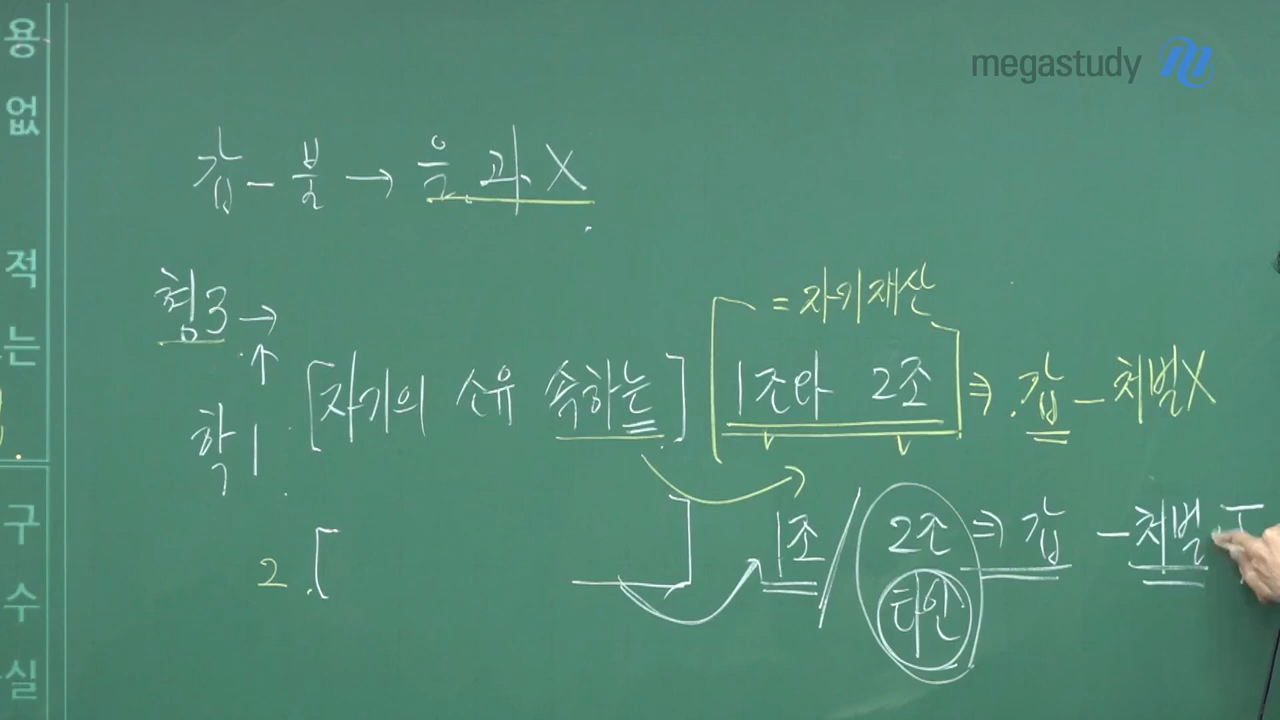 megastudy
용
없
적
는
구
수
실
갑 - 불 → 을 과 X
= 자기재산
형3 →
[자기의 소유 속하는] 1조와 2조 ⇒ 갑 - 처벌X
↑
학1
2. [ ] 1조 / 2조 ⇒ 갑 - 처벌
타인